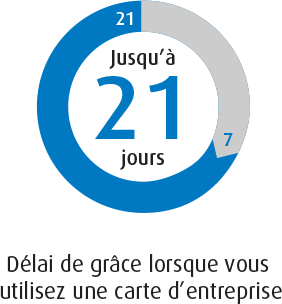 21
Jusqu'à
21
jours
7
Délai de grâce lorsque vous
utilisez une carte d'entreprise